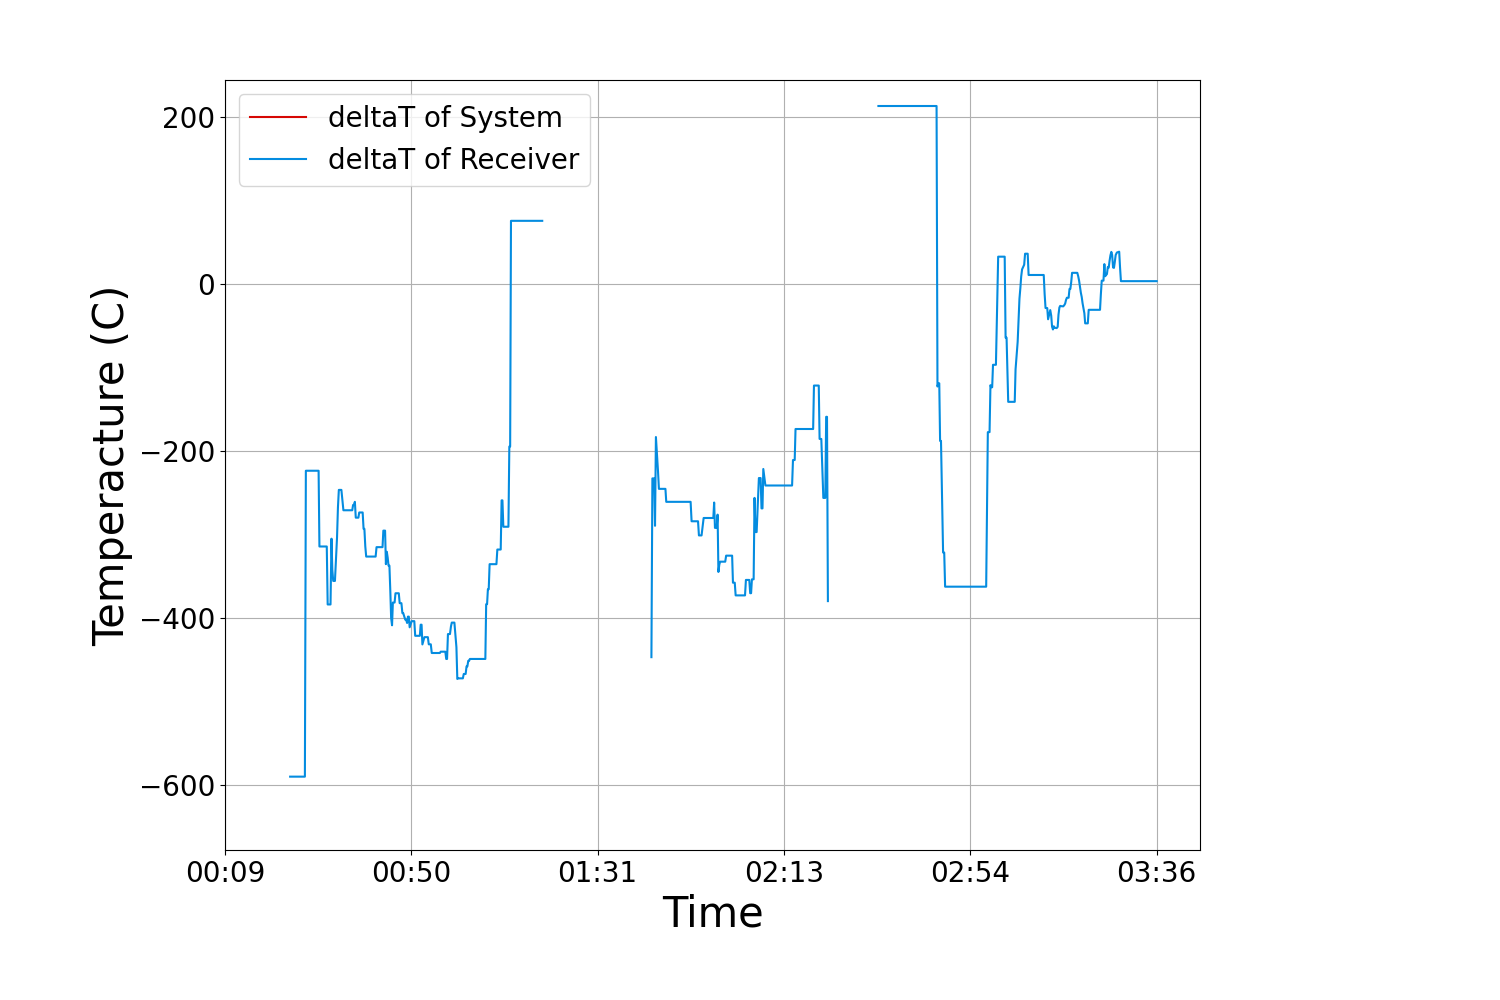 deltaT of System
deltaT of Receiver
200
0
−200
−400
−600
Temperacture (C)
00:09 00:50 01:31 02:13 02:54 03:36
Time